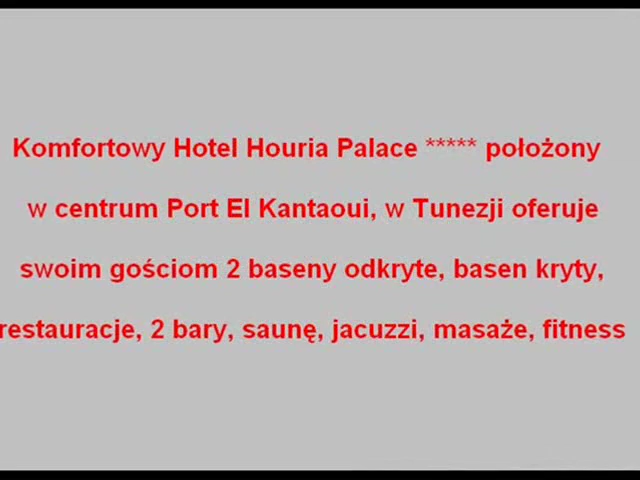 Komfortowy Hotel Houria Palace ***** położony
w centrum Port El Kantaoui, w Tunezji oferuje
swoim gościom 2 baseny odkryte, basen kryty,
restauracje, 2 bary, saunę, jacuzzi, masaże, fitness